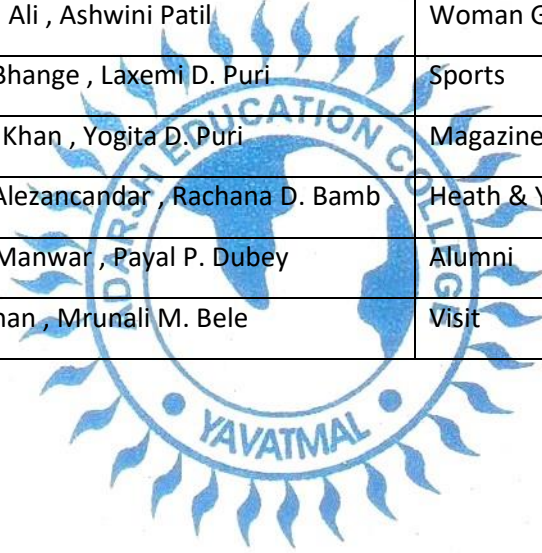 Ali , Ashwini Patil Woman G
Bhange , Laxemi D. Puri Sports
Khan , Yogita D. Puri Magazine
Alezancandar , Rachana D. Bamb Heath & Y
Manwar , Payal P. Dubey Alumni
han , Mrunali M. Bele Visit
ADARSH EDUCATION COLLEGE
YAVATMAL